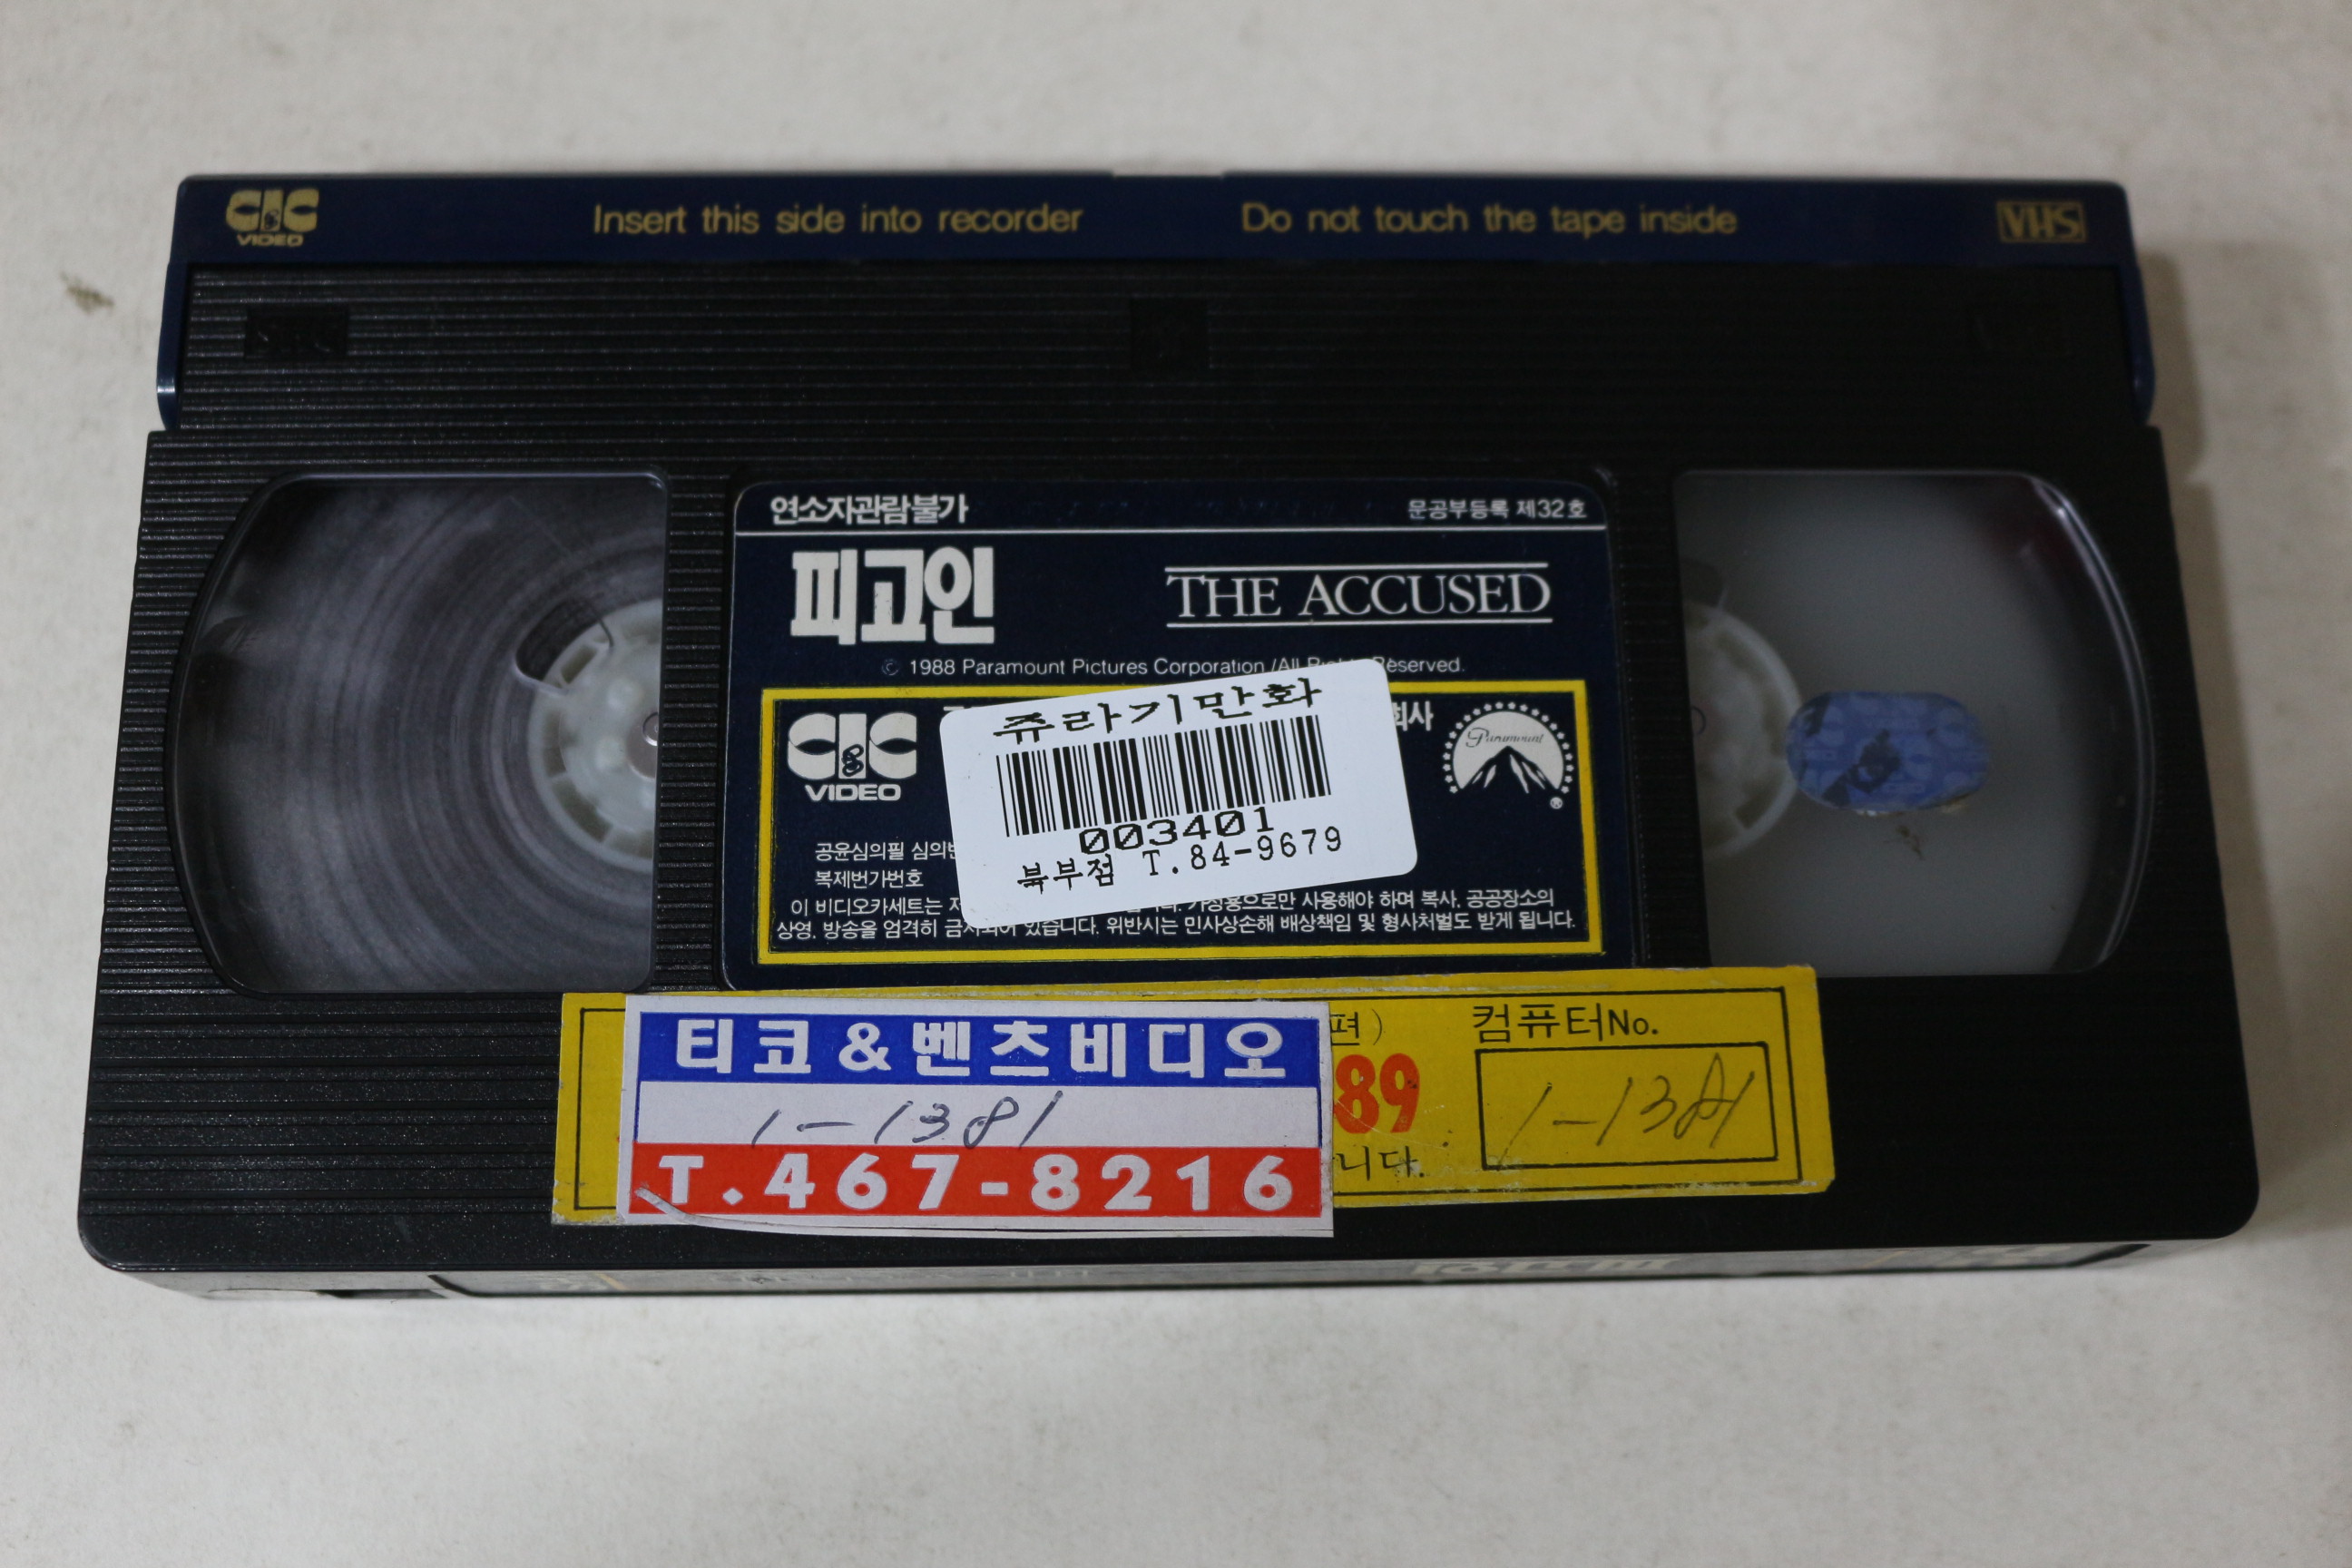 CIC VIDEO
Insert this side into recorder
Do not touch the tape inside
VHS
연소자관람불가
문공부등록 제32호
피고인
THE ACCUSED
© 1988 Paramount Pictures Corporation /All Rights Reserved.
CIC VIDEO
회사
Paramount
®
쥬라기만화
003401
북부점 T.84-9679
공윤심의필 심의번
복제번가번호
이 비디오카세트는 저 가정용으로만 사용해야 하며 복사, 공공장소의
상영, 방송을 엄격히 금지되어 있습니다. 위반시는 민사상손해 배상책임 및 형사처벌도 받게 됩니다.
티코&벤츠비디오
1-1381
T.467-8216
편)
89
니다.
컴퓨터No.
1-1381